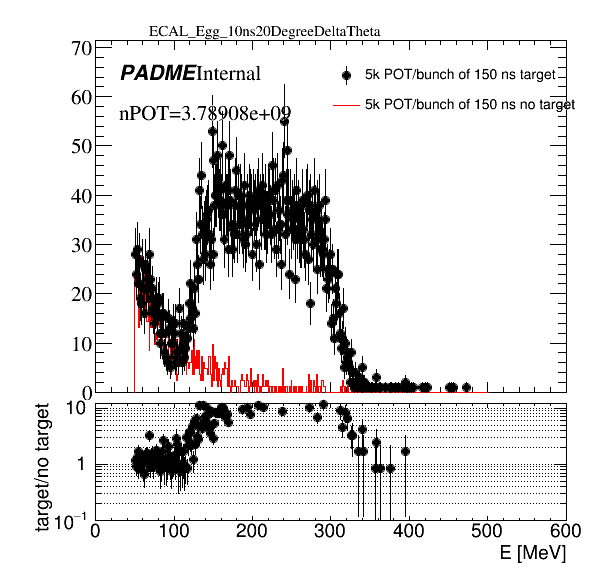 ECAL_Egg_10ns20DegreeDeltaTheta
70
PADME Internal
5k POT/bunch of 150 ns target
nPOT=3.78908e+09
5k POT/bunch of 150 ns no target
60
50
40
30
20
10
0
target/no target
10
1
10⁻¹
0 100 200 300 400 500 600
E [MeV]